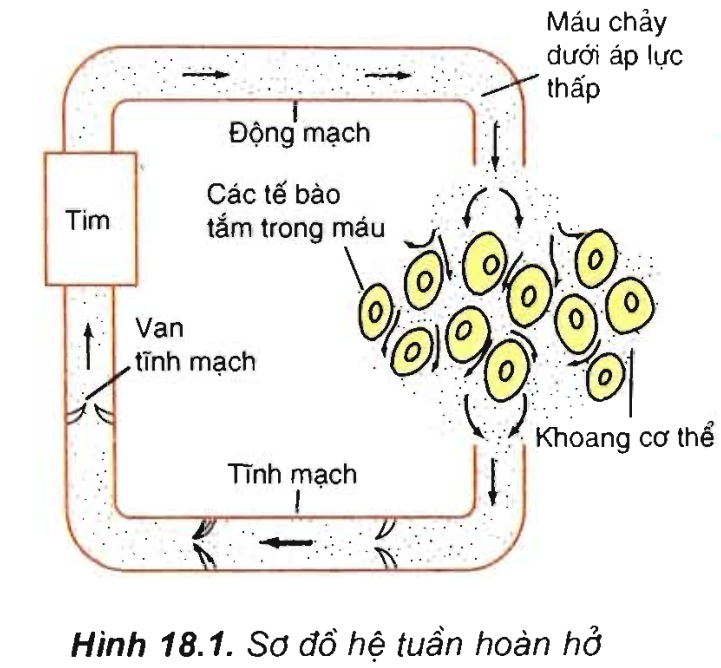 Máu chảy
dưới áp lực
thấp
Động mạch
Các tế bào
tắm trong máu
Tim
Van
tĩnh mạch
Khoang cơ thể
Tĩnh mạch
Hình 18.1. Sơ đồ hệ tuần hoàn hở